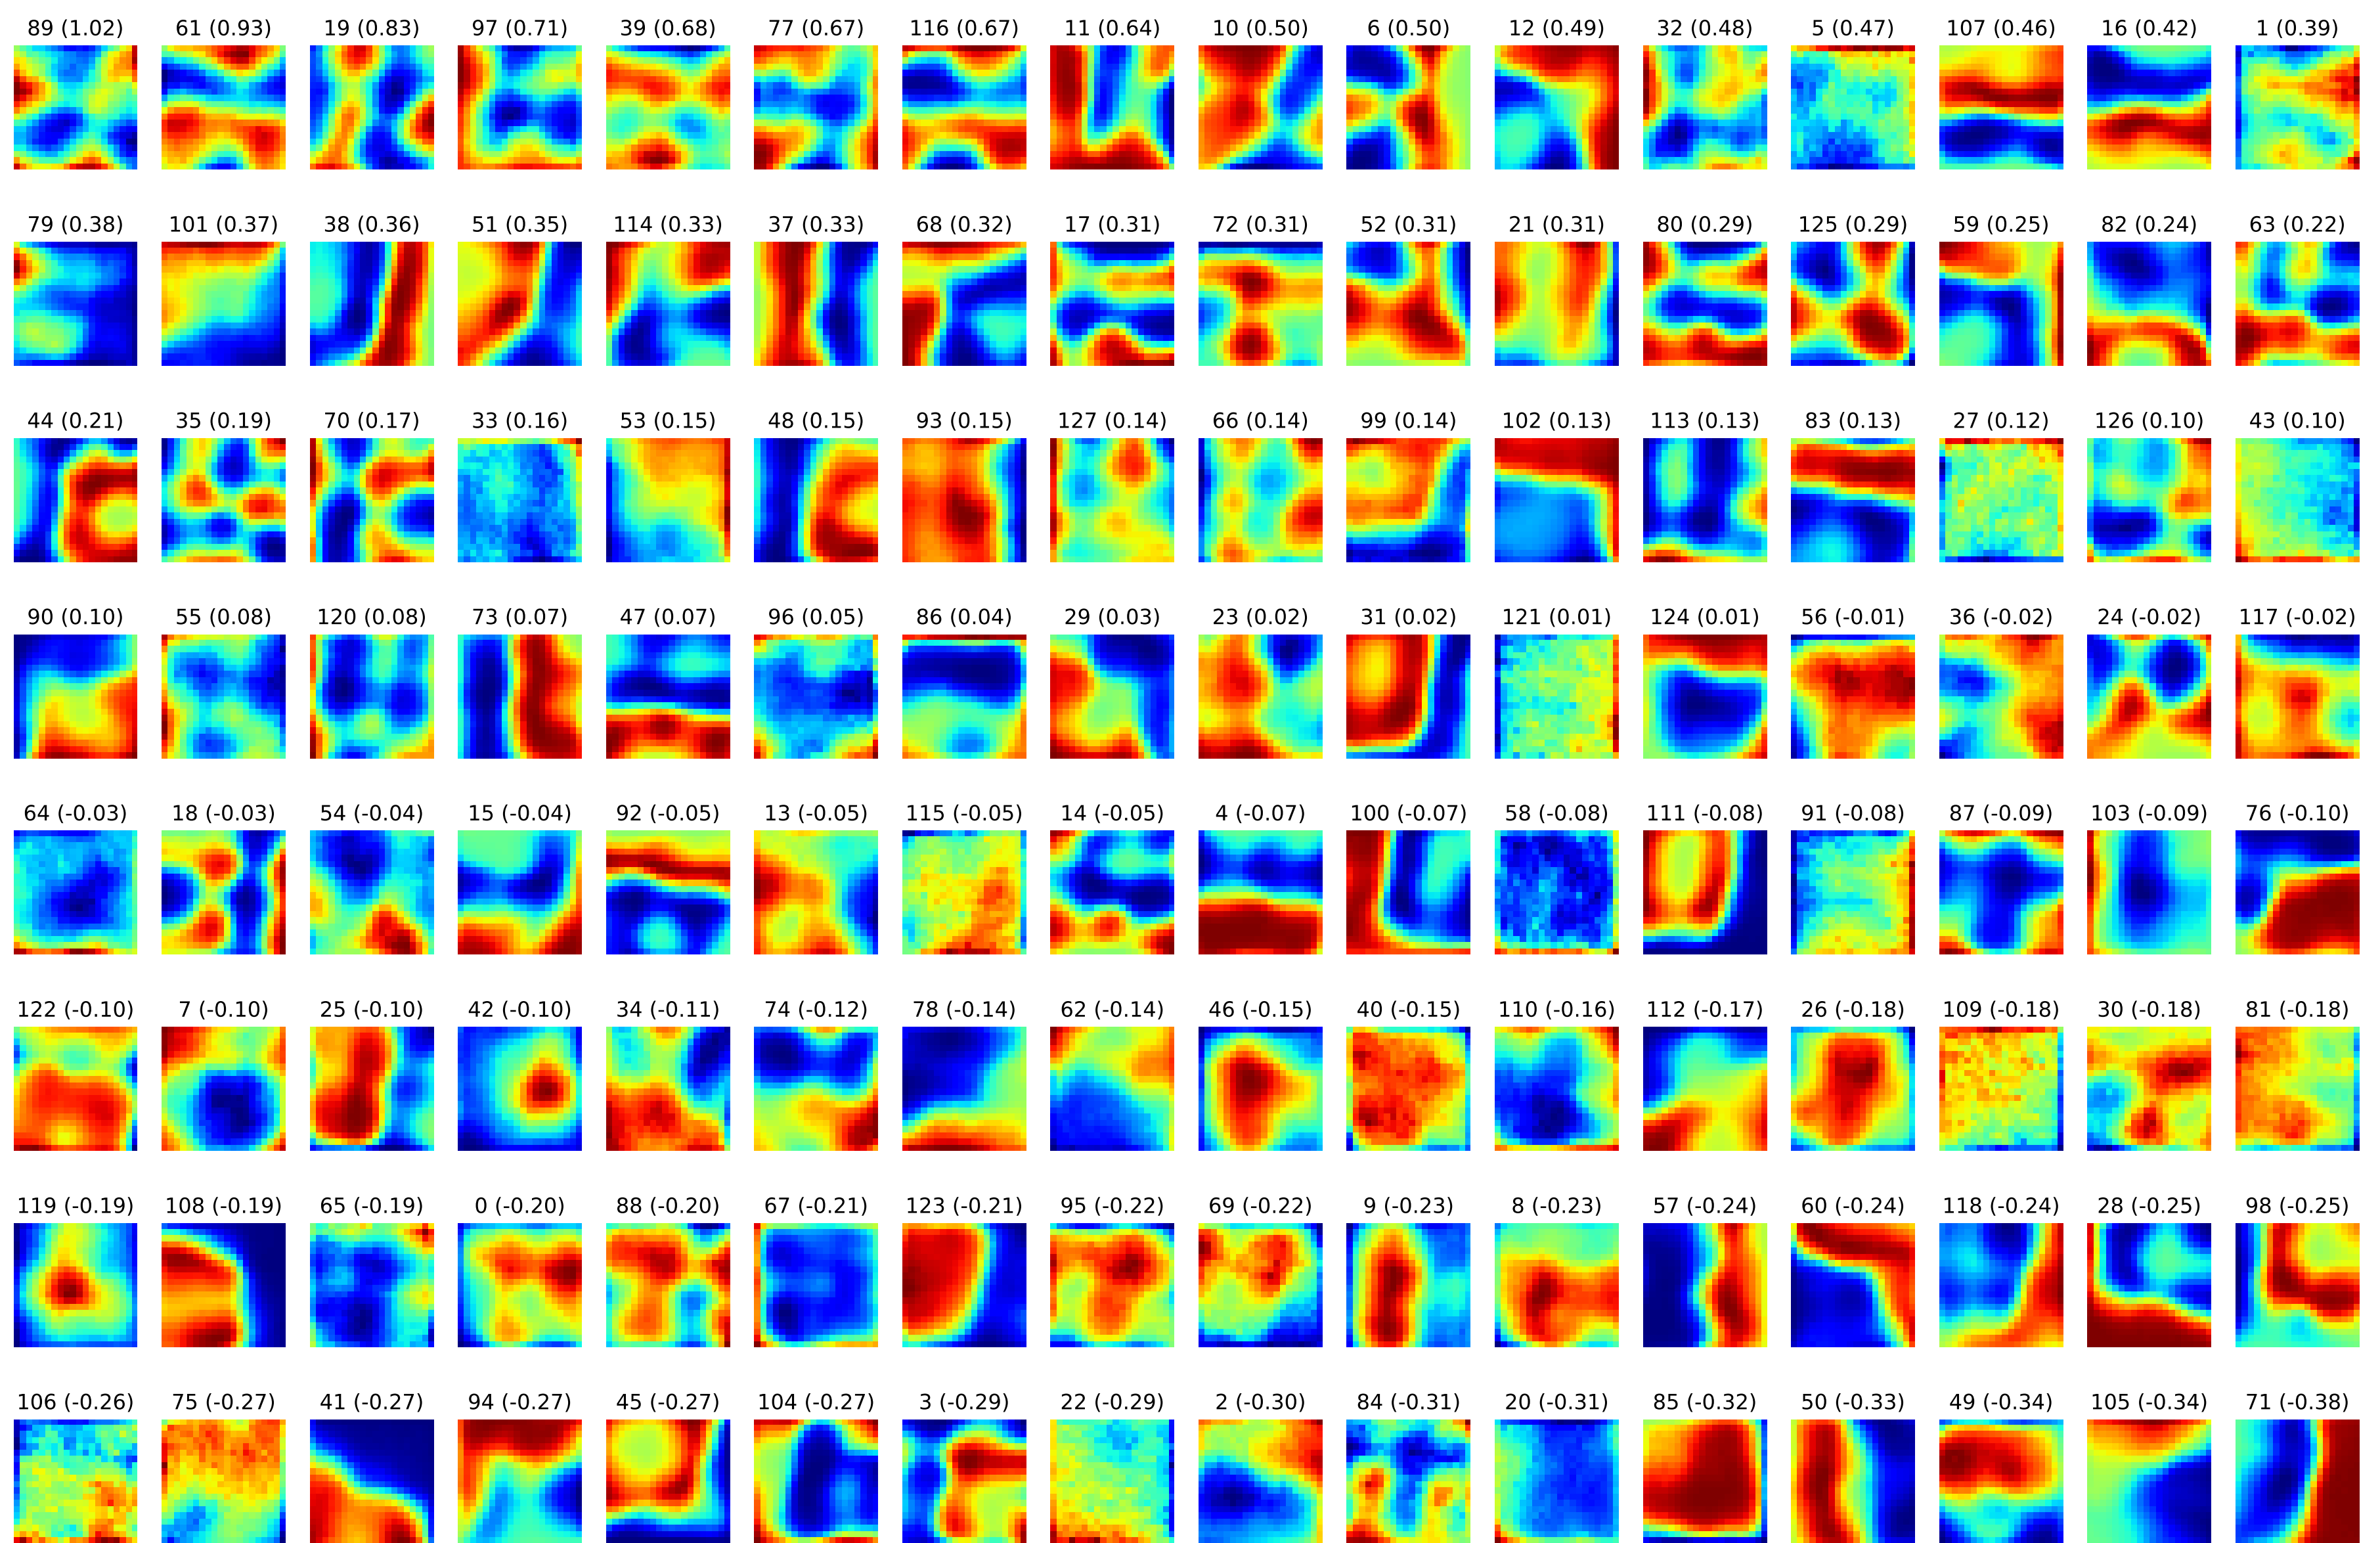 89 (1.02) 61 (0.93) 19 (0.83) 97 (0.71) 39 (0.68) 77 (0.67) 116 (0.67) 11 (0.64) 10 (0.50) 6 (0.50) 12 (0.49) 32 (0.48) 5 (0.47) 107 (0.46) 16 (0.42) 1 (0.39)
79 (0.38) 101 (0.37) 38 (0.36) 51 (0.35) 114 (0.33) 37 (0.33) 68 (0.32) 17 (0.31) 72 (0.31) 52 (0.31) 21 (0.31) 80 (0.29) 125 (0.29) 59 (0.25) 82 (0.24) 63 (0.22)
44 (0.21) 35 (0.19) 70 (0.17) 33 (0.16) 53 (0.15) 48 (0.15) 93 (0.15) 127 (0.14) 66 (0.14) 99 (0.14) 102 (0.13) 113 (0.13) 83 (0.13) 27 (0.12) 126 (0.10) 43 (0.10)
90 (0.10) 55 (0.08) 120 (0.08) 73 (0.07) 47 (0.07) 96 (0.05) 86 (0.04) 29 (0.03) 23 (0.02) 31 (0.02) 121 (0.01) 124 (0.01) 56 (-0.01) 36 (-0.02) 24 (-0.02) 117 (-0.02)
64 (-0.03) 18 (-0.03) 54 (-0.04) 15 (-0.04) 92 (-0.05) 13 (-0.05) 115 (-0.05) 14 (-0.05) 4 (-0.07) 100 (-0.07) 58 (-0.08) 111 (-0.08) 91 (-0.08) 87 (-0.09) 103 (-0.09) 76 (-0.10)
122 (-0.10) 7 (-0.10) 25 (-0.10) 42 (-0.10) 34 (-0.11) 74 (-0.12) 78 (-0.14) 62 (-0.14) 46 (-0.15) 40 (-0.15) 110 (-0.16) 112 (-0.17) 26 (-0.18) 109 (-0.18) 30 (-0.18) 81 (-0.18)
119 (-0.19) 108 (-0.19) 65 (-0.19) 0 (-0.20) 88 (-0.20) 67 (-0.21) 123 (-0.21) 95 (-0.22) 69 (-0.22) 9 (-0.23) 8 (-0.23) 57 (-0.24) 60 (-0.24) 118 (-0.24) 28 (-0.25) 98 (-0.25)
106 (-0.26) 75 (-0.27) 41 (-0.27) 94 (-0.27) 45 (-0.27) 104 (-0.27) 3 (-0.29) 22 (-0.29) 2 (-0.30) 84 (-0.31) 20 (-0.31) 85 (-0.32) 50 (-0.33) 49 (-0.34) 105 (-0.34) 71 (-0.38)